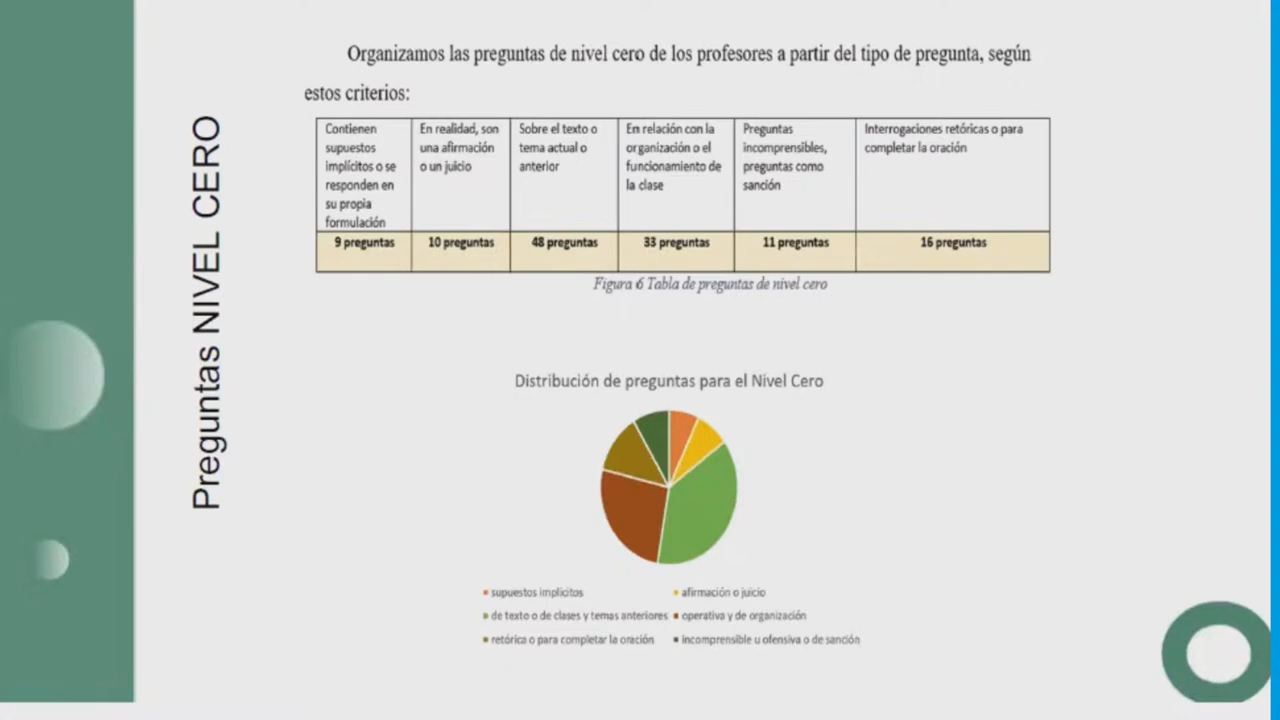 Preguntas NIVEL CERO
Organizamos las preguntas de nivel cero de los profesores a partir del tipo de pregunta, según
estos criterios:
Contienen
supuestos
implícitos o se
responden en
su propia
formulación
En realidad, son
una afirmación
o un juicio
Sobre el texto o
tema actual o
anterior
En relación con la
organización o el
funcionamiento de
la clase
Preguntas
incomprensibles,
preguntas como
sanción
Interrogaciones retóricas o para
completar la oración
9 preguntas
10 preguntas
48 preguntas
33 preguntas
11 preguntas
16 preguntas
Figura 6 Tabla de preguntas de nivel cero
Distribución de preguntas para el Nivel Cero
supuestos implicitos
afirmación o juicio
de texto o de clases y temas anteriores
operativa y de organización
retórica o para completar la oración
incomprensible u ofensiva o de sanción